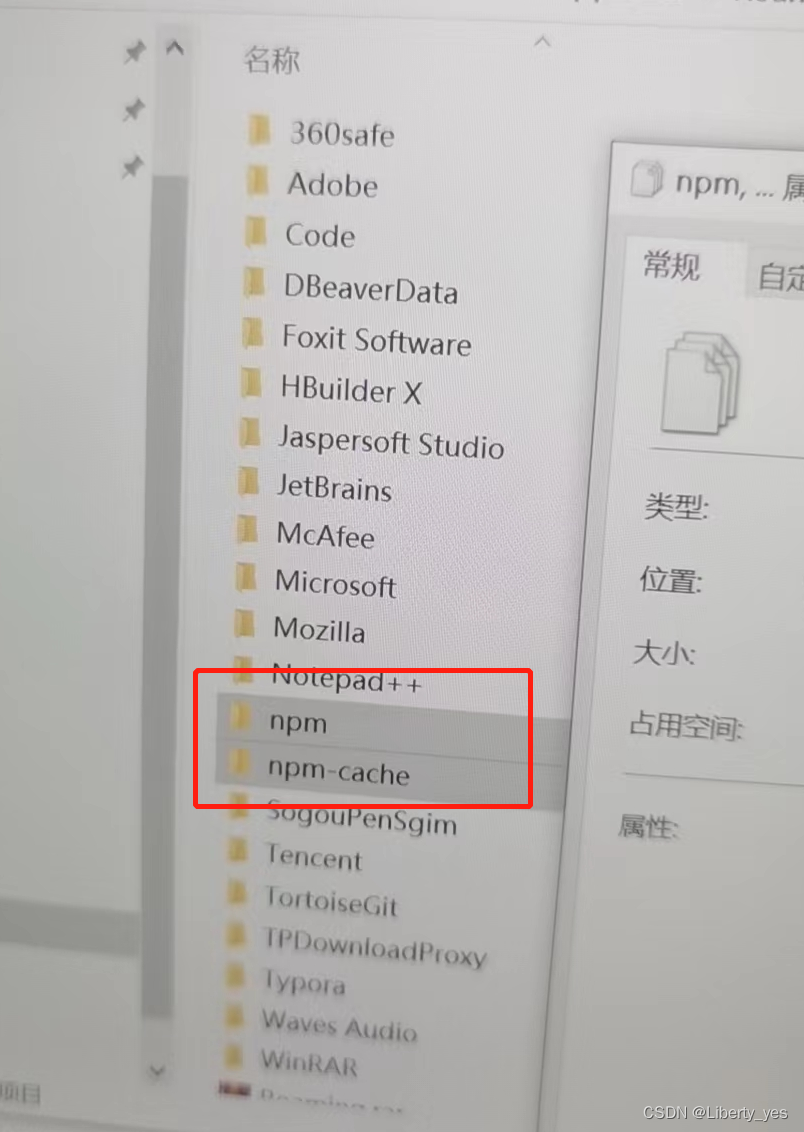 名称
360safe
Adobe
Code
DBeaverData
Foxit Software
HBuilder X
Jaspersoft Studio
JetBrains
McAfee
Microsoft
Mozilla
Notepad++
npm
npm-cache
SogouPenSgim
Tencent
TortoiseGit
TPDownloadProxy
Typora
Waves Audio
WinRAR
项目
npm, ... 属
常规
自定
类型:
位置:
大小:
占用空间:
属性:
CSDN @Liberty_yes